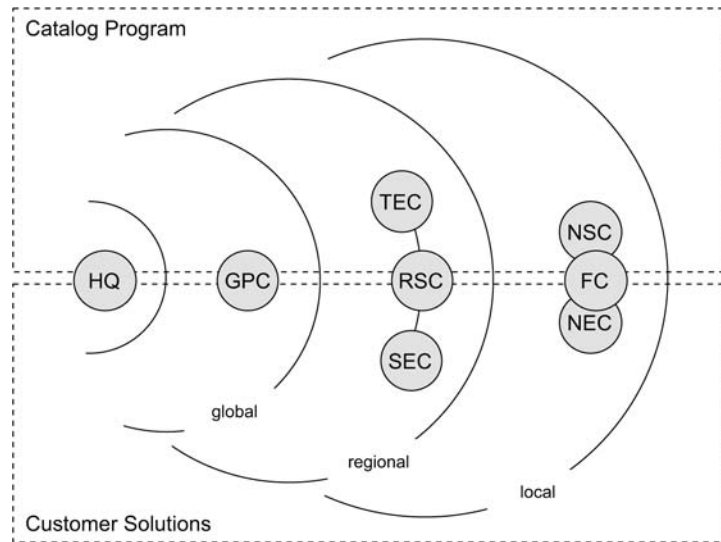 Catalog Program
TEC
NSC
HQ
GPC
RSC
FC
NEC
SEC
global
regional
local
Customer Solutions